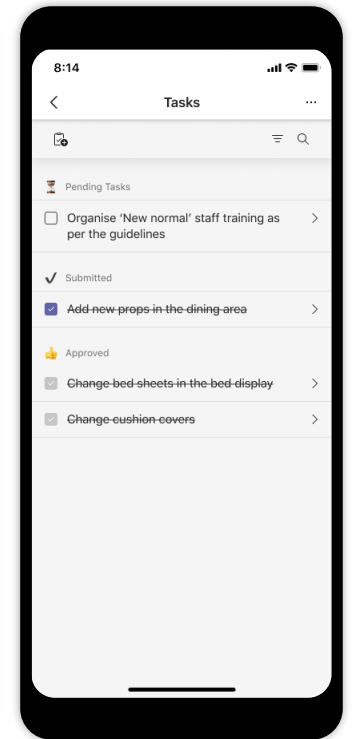 8:14
Tasks
Pending Tasks
Organise ‘New normal’ staff training as
per the guidelines
Submitted
Add new props in the dining area
Approved
Change bed sheets in the bed display
Change cushion covers